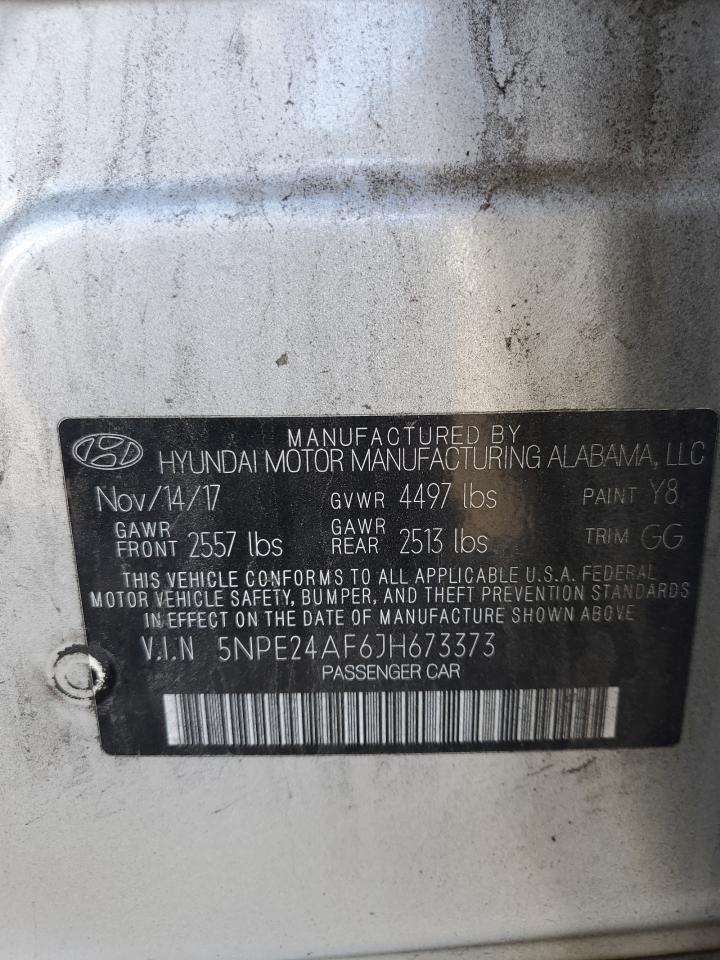 MANUFACTURED BY
HYUNDAI MOTOR MANUFACTURING ALABAMA, LLC
Nov/14/17 GVWR 4497 lbs PAINT Y8
GAWR FRONT 2557 lbs GAWR REAR 2513 lbs TRIM GG
THIS VEHICLE CONFORMS TO ALL APPLICABLE U.S.A. FEDERAL
MOTOR VEHICLE SAFETY, BUMPER, AND THEFT PREVENTION STANDARDS
IN EFFECT ON THE DATE OF MANUFACTURE SHOWN ABOVE
V.I.N 5NPE24AF6JH673373
PASSENGER CAR